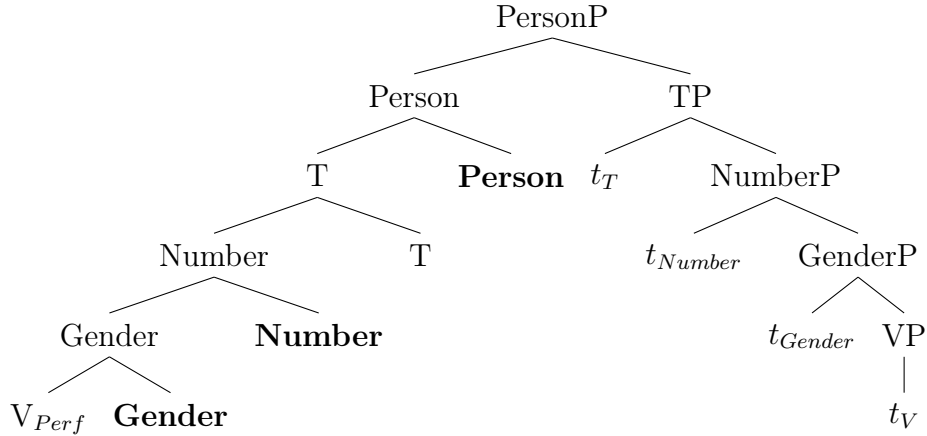 PersonP
Person TP
T Person t_T NumberP
Number T t_Number GenderP
Gender Number t_Gender VP
V_Perf Gender t_V